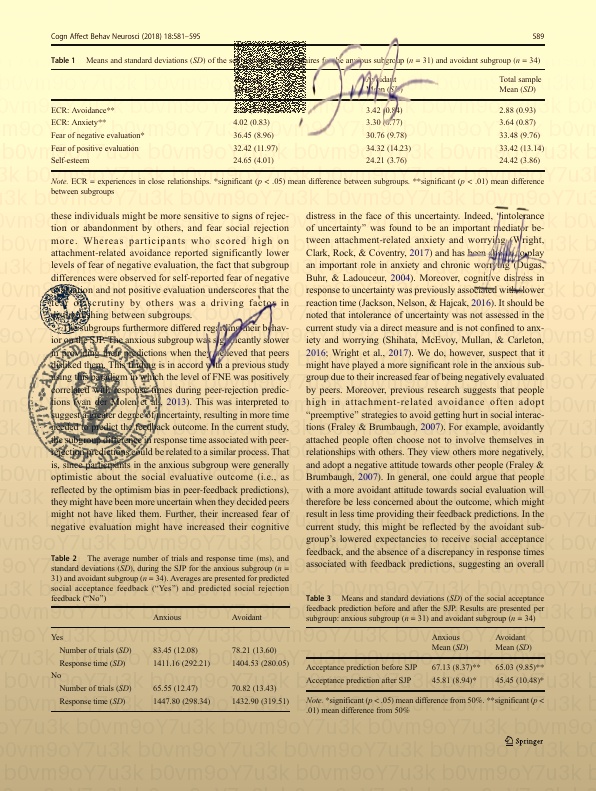 Cogn Affect Behav Neurosci (2018) 18:581–595
589
Table 1 Means and standard deviations (SD) of the for the anxious subgroup (n = 31) and avoidant subgroup (n = 34)
Total sample
Mean (SD) Mean (SD)
ECR: Avoidance** 3.42 (0.84) 2.88 (0.93)
ECR: Anxiety** 4.02 (0.83) 3.30 (0.77) 3.64 (0.87)
Fear of negative evaluation* 36.45 (8.96) 30.76 (9.78) 33.48 (9.76)
Fear of positive evaluation 32.42 (11.97) 34.32 (14.23) 33.42 (13.14)
Self-esteem 24.65 (4.01) 24.21 (3.76) 24.42 (3.86)
Note. ECR = experiences in close relationships. *significant (p < .05) mean difference between subgroups. **significant (p < .01) mean difference
between subgroups
these individuals might be more sensitive to signs of rejec-
tion or abandonment by others, and fear social rejection
more. Whereas participants who scored high on
attachment-related avoidance reported significantly lower
levels of fear of negative evaluation, the fact that subgroup
differences were observed for self-reported fear of negative
and not positive evaluation underscores that the
scrutiny by others was a driving factor in
between subgroups.
The subgroups furthermore differed regarding their behav-
ior on the SJP. The anxious subgroup was significantly slower
in providing their predictions when they believed that peers
disliked them. This finding is in accord with a previous study
using this paradigm in which the level of FNE was positively
with response times during peer-rejection predic-
tions (van der Molen et al., 2013). This was interpreted to
suggest a greater degree of uncertainty, resulting in more time
needed to predict the feedback outcome. In the current study,
the subgroup difference in response time associated with peer-
rejection predictions could be related to a similar process. That
is, since participants in the anxious subgroup were generally
optimistic about the social evaluative outcome (i.e., as
reflected by the optimism bias in peer-feedback predictions),
they might have been more uncertain when they decided peers
might not have liked them. Further, their increased fear of
negative evaluation might have increased their cognitive
distress in the face of this uncertainty. Indeed, "intolerance
of uncertainty" was found to be an important mediator be-
tween attachment-related anxiety and worrying (Wright,
Clark, Rock, & Coventry, 2017) and has been to play
an important role in anxiety and chronic worrying (Dugas,
Buhr, & Ladouceur, 2004). Moreover, cognitive distress in
response to uncertainty was previously associated with slower
reaction time (Jackson, Nelson, & Hajcak, 2016). It should be
noted that intolerance of uncertainty was not assessed in the
current study via a direct measure and is not confined to anx-
iety and worrying (Shihata, McEvoy, Mullan, & Carleton,
2016; Wright et al., 2017). We do, however, suspect that it
might have played a more significant role in the anxious sub-
group due to their increased fear of being negatively evaluated
by peers. Moreover, previous research suggests that people
high in attachment-related avoidance often adopt
"preemptive" strategies to avoid getting hurt in social interac-
tions (Fraley & Brumbaugh, 2007). For example, avoidantly
attached people often choose not to involve themselves in
relationships with others. They view others more negatively,
and adopt a negative attitude towards other people (Fraley &
Brumbaugh, 2007). In general, one could argue that people
with a more avoidant attitude towards social evaluation will
therefore be less concerned about the outcome, which might
result in less time providing their feedback predictions. In the
current study, this might be reflected by the avoidant sub-
group's lowered expectancies to receive social acceptance
feedback, and the absence of a discrepancy in response times
associated with feedback predictions, suggesting an overall
Table 2 The average number of trials and response time (ms), and
standard deviations (SD), during the SJP for the anxious subgroup (n =
31) and avoidant subgroup (n = 34). Averages are presented for predicted
social acceptance feedback ("Yes") and predicted social rejection
feedback ("No")
Anxious Avoidant
Yes
Number of trials (SD) 83.45 (12.08) 78.21 (13.60)
Response time (SD) 1411.16 (292.21) 1404.53 (280.05)
No
Number of trials (SD) 65.55 (12.47) 70.82 (13.43)
Response time (SD) 1447.80 (298.34) 1432.90 (319.51)
Table 3 Means and standard deviations (SD) of the social acceptance
feedback prediction before and after the SJP. Results are presented per
subgroup: anxious subgroup (n = 31) and avoidant subgroup (n = 34)
Anxious Avoidant
Mean (SD) Mean (SD)
Acceptance prediction before SJP 67.13 (8.37)** 65.03 (9.85)**
Acceptance prediction after SJP 45.81 (8.94)* 45.45 (10.48)*
Note. *significant (p < .05) mean difference from 50%. **significant (p <
.01) mean difference from 50%
Springer